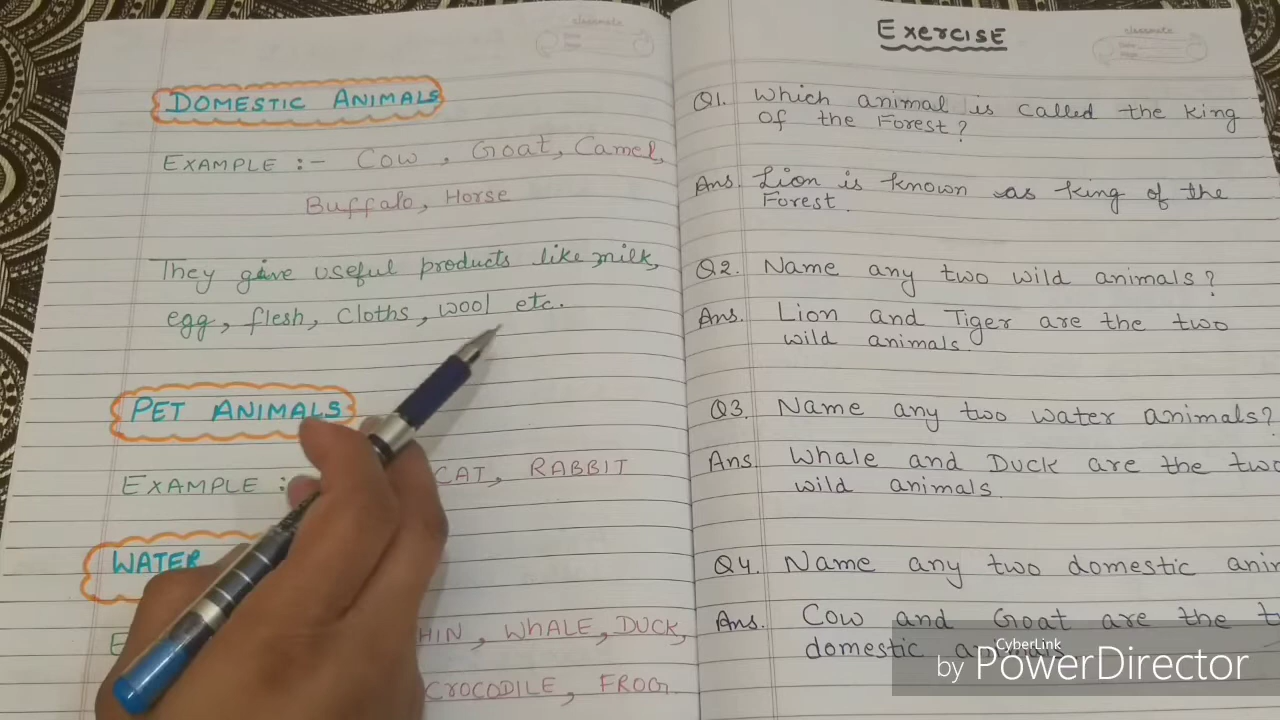 classmate
DOMESTIC ANIMALS
EXAMPLE :- Cow, Goat, Camel,
Buffalo, Horse
They give useful products like milk,
egg, flesh, cloths, wool etc.
PET ANIMALS
EXAMPLE : CAT, RABBIT
WATER
HIN, WHALE, DUCK,
CROCODILE, FROG.
classmate
EXERCISE
Q1. Which animal is called the king
of the Forest?
Ans. Lion is known as king of the
Forest.
Q2. Name any two wild animals?
Ans. Lion and Tiger are the two
wild animals.
Q3. Name any two water animals?
Ans. Whale and Duck are the two
wild animals.
Q4. Name any two domestic anim
Ans. Cow and Goat are the t
domestic animals
by CyberLink PowerDirector